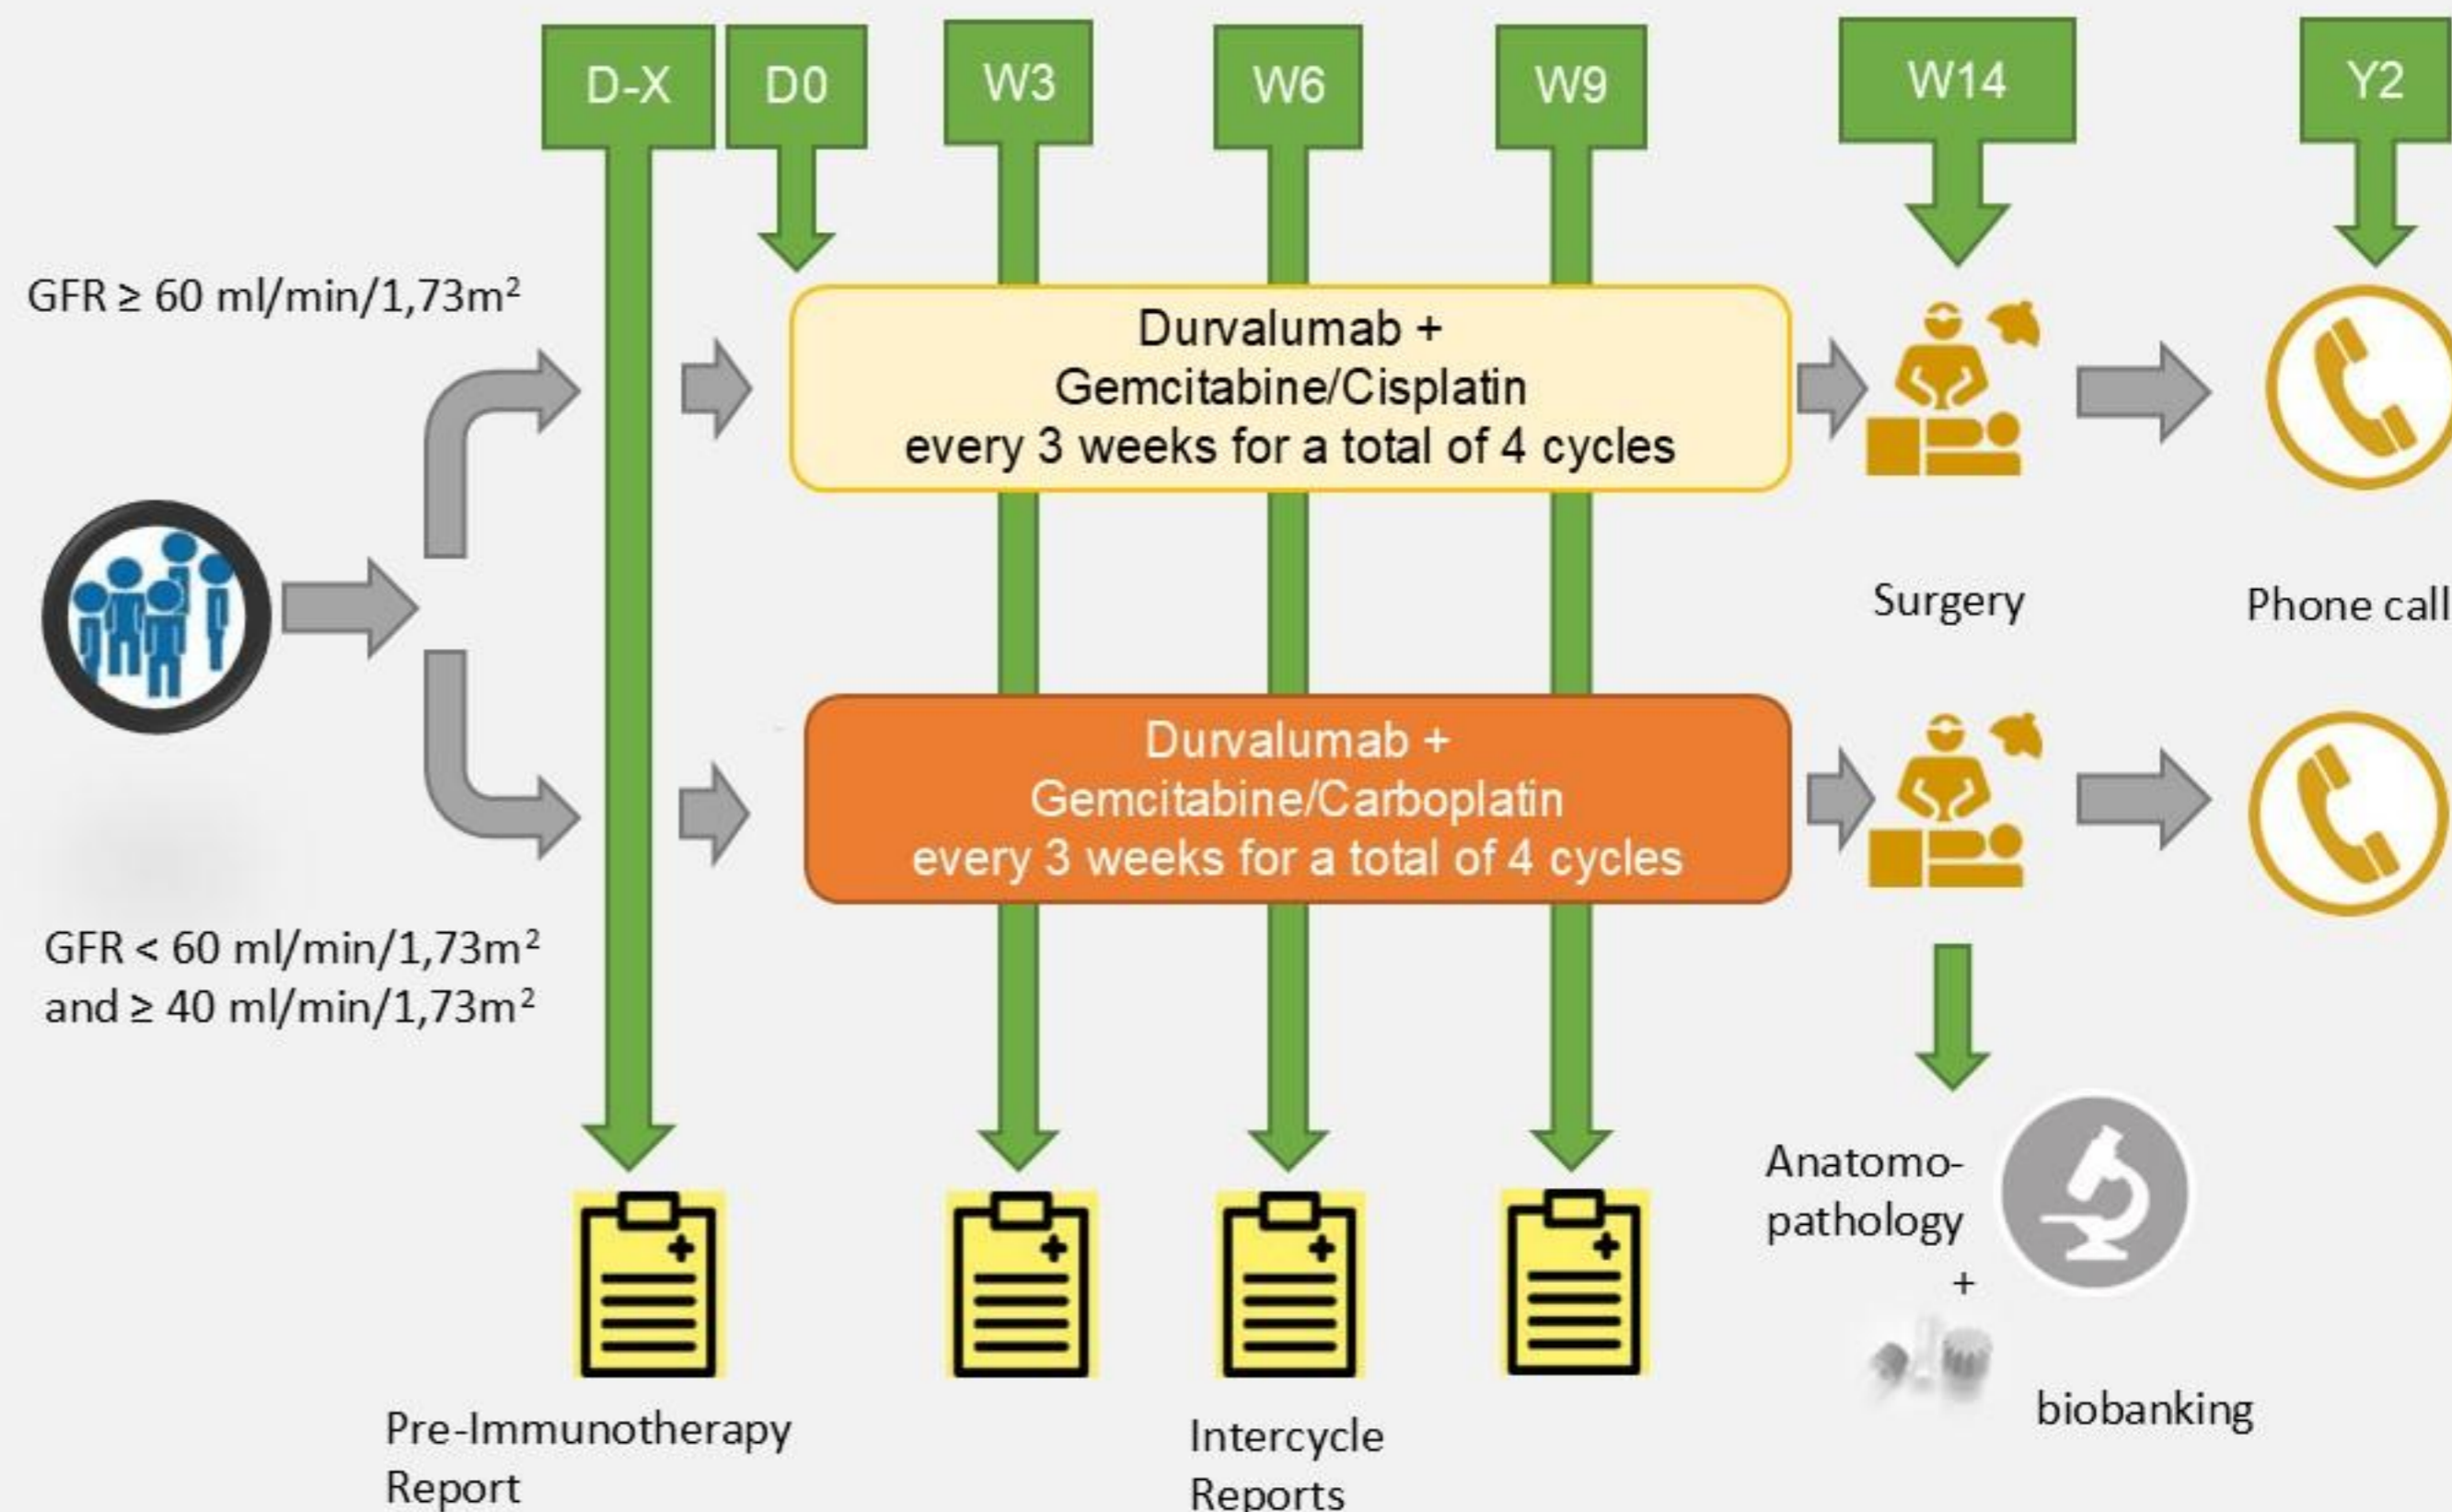 D-X
D0
W3
W6
W9
W14
Y2
GFR ≥ 60 ml/min/1,73m²
Durvalumab +
Gemcitabine/Cisplatin
every 3 weeks for a total of 4 cycles
Surgery
Phone call
Durvalumab +
Gemcitabine/Carboplatin
every 3 weeks for a total of 4 cycles
GFR < 60 ml/min/1,73m²
and ≥ 40 ml/min/1,73m²
Anatomo-
pathology
+
biobanking
Pre-Immunotherapy
Report
Intercycle
Reports